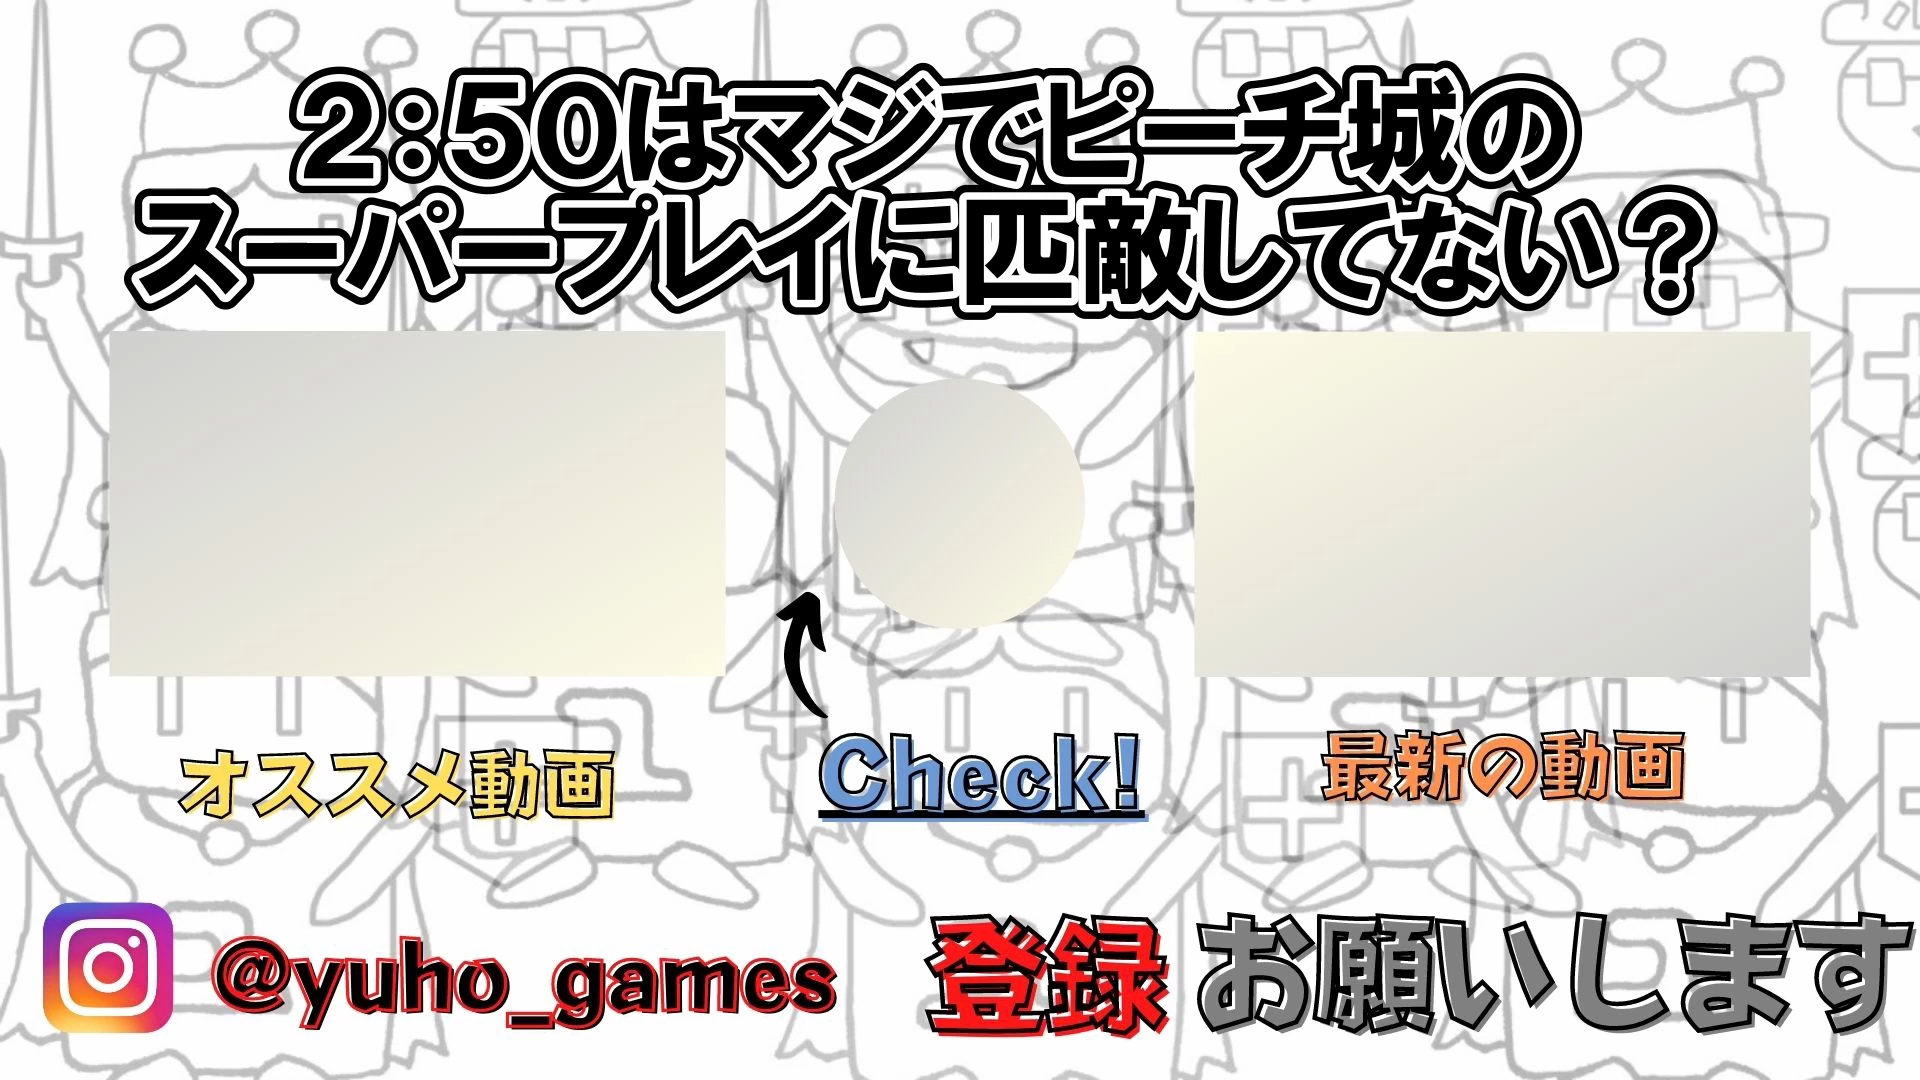 2:50はマジでピーチ城の
スーパープレイに匹敵してない？
オススメ動画
Check!
最新の動画
@yuho_games
登録 お願いします